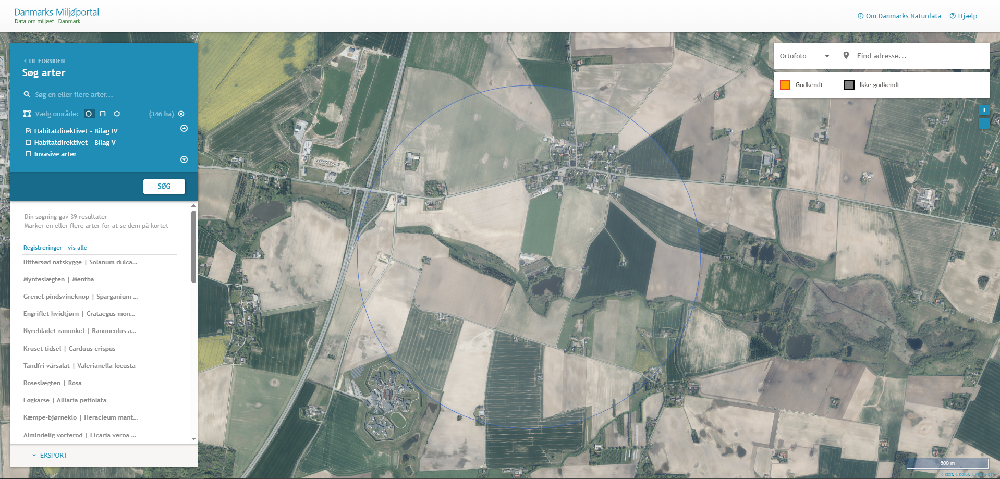 Danmarks Miljøportal
Data om miljøet i Danmark
Om Danmarks Naturdata
Hjælp
‹ TIL FORSIDEN
Søg arter
Søg en eller flere arter...
Vælg område:
(346 ha)
Habitatdirektivet - Bilag IV
Habitatdirektivet - Bilag V
Invasive arter
SØG
Din søgning gav 39 resultater
Marker en eller flere arter for at se dem på kortet
Registreringer - vis alle
Bittersød natskygge | Solanum dulca...
Mynteslægten | Mentha
Grenet pindsvineknop | Sparganium ...
Engriflet hvidtjørn | Crataegus mon...
Nyrebladet ranunkel | Ranunculus a...
Kruset tidsel | Carduus crispus
Tandfri vårsalat | Valerianella locusta
Roseslægten | Rosa
Løgkarse | Alliaria petiolata
Kæmpe-bjørneklo | Heracleum mant...
Almindelig vorterod | Ficaria verna ...
EKSPORT
Ortofoto
Find adresse...
Godkendt
Ikke godkendt
+
−
500 m